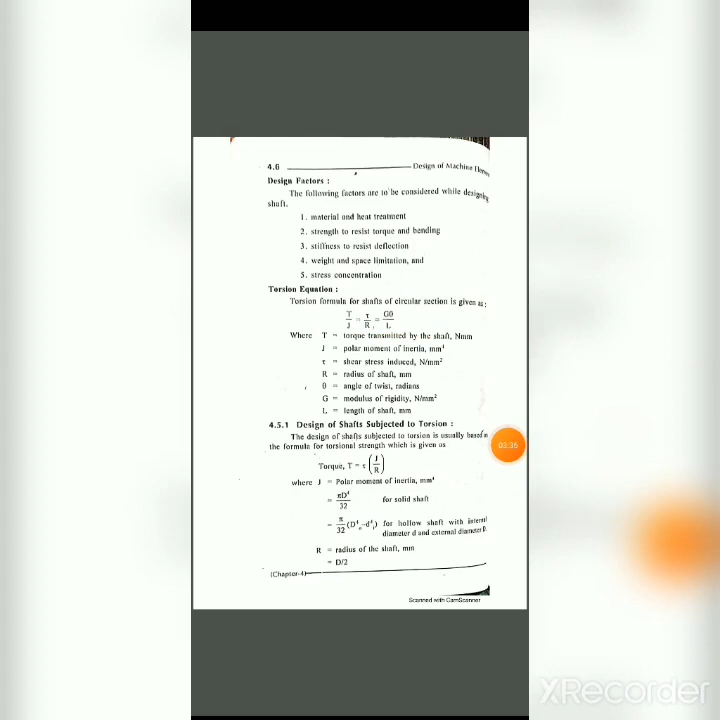 4.6 Design of Machine Elements
Design Factors :
The following factors are to be considered while designing
shaft.
1. material and heat treatment
2. strength to resist torque and bending
3. stiffness to resist deflection
4. weight and space limitation, and
5. stress concentration
Torsion Equation :
Torsion formula for shafts of circular section is given as :
T/J = τ/R = Gθ/L
Where T = torque transmitted by the shaft, Nmm
J = polar moment of inertia, mm⁴
τ = shear stress induced, N/mm²
R = radius of shaft, mm
θ = angle of twist, radians
G = modulus of rigidity, N/mm²
L = length of shaft, mm
4.5.1 Design of Shafts Subjected to Torsion :
The design of shafts subjected to torsion is usually based
the formula for torsional strength which is given as
03:36
Torque, T = τ (J/R)
where J = Polar moment of inertia, mm⁴
= πD⁴/32 for solid shaft
= π/32 (D⁴ₒ-d⁴ᵢ) for hollow shaft with internal
diameter d and external diameter D.
R = radius of the shaft, mm
= D/2
(Chapter-4)
Scanned with CamScanner
XRecorder